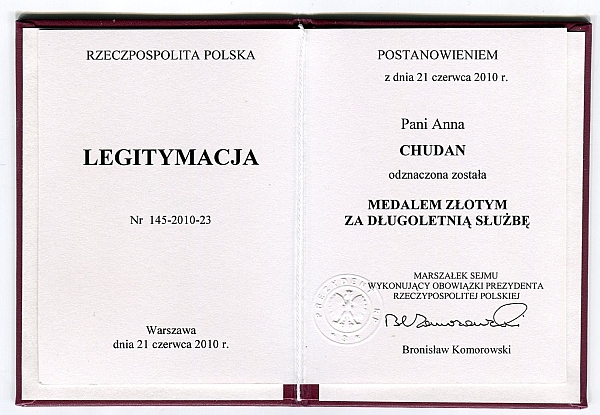 RZECZPOSPOLITA POLSKA
LEGITYMACJA
Nr 145-2010-23
Warszawa
dnia 21 czerwca 2010 r.
POSTANOWIENIEM
z dnia 21 czerwca 2010 r.
Pani Anna
CHUDAN
odznaczona została
MEDALEM ZŁOTYM
ZA DŁUGOLETNIĄ SŁUŻBĘ
MARSZAŁEK SEJMU
WYKONUJĄCY OBOWIĄZKI PREZYDENTA
RZECZYPOSPOLITEJ POLSKIEJ
Bronisław Komorowski